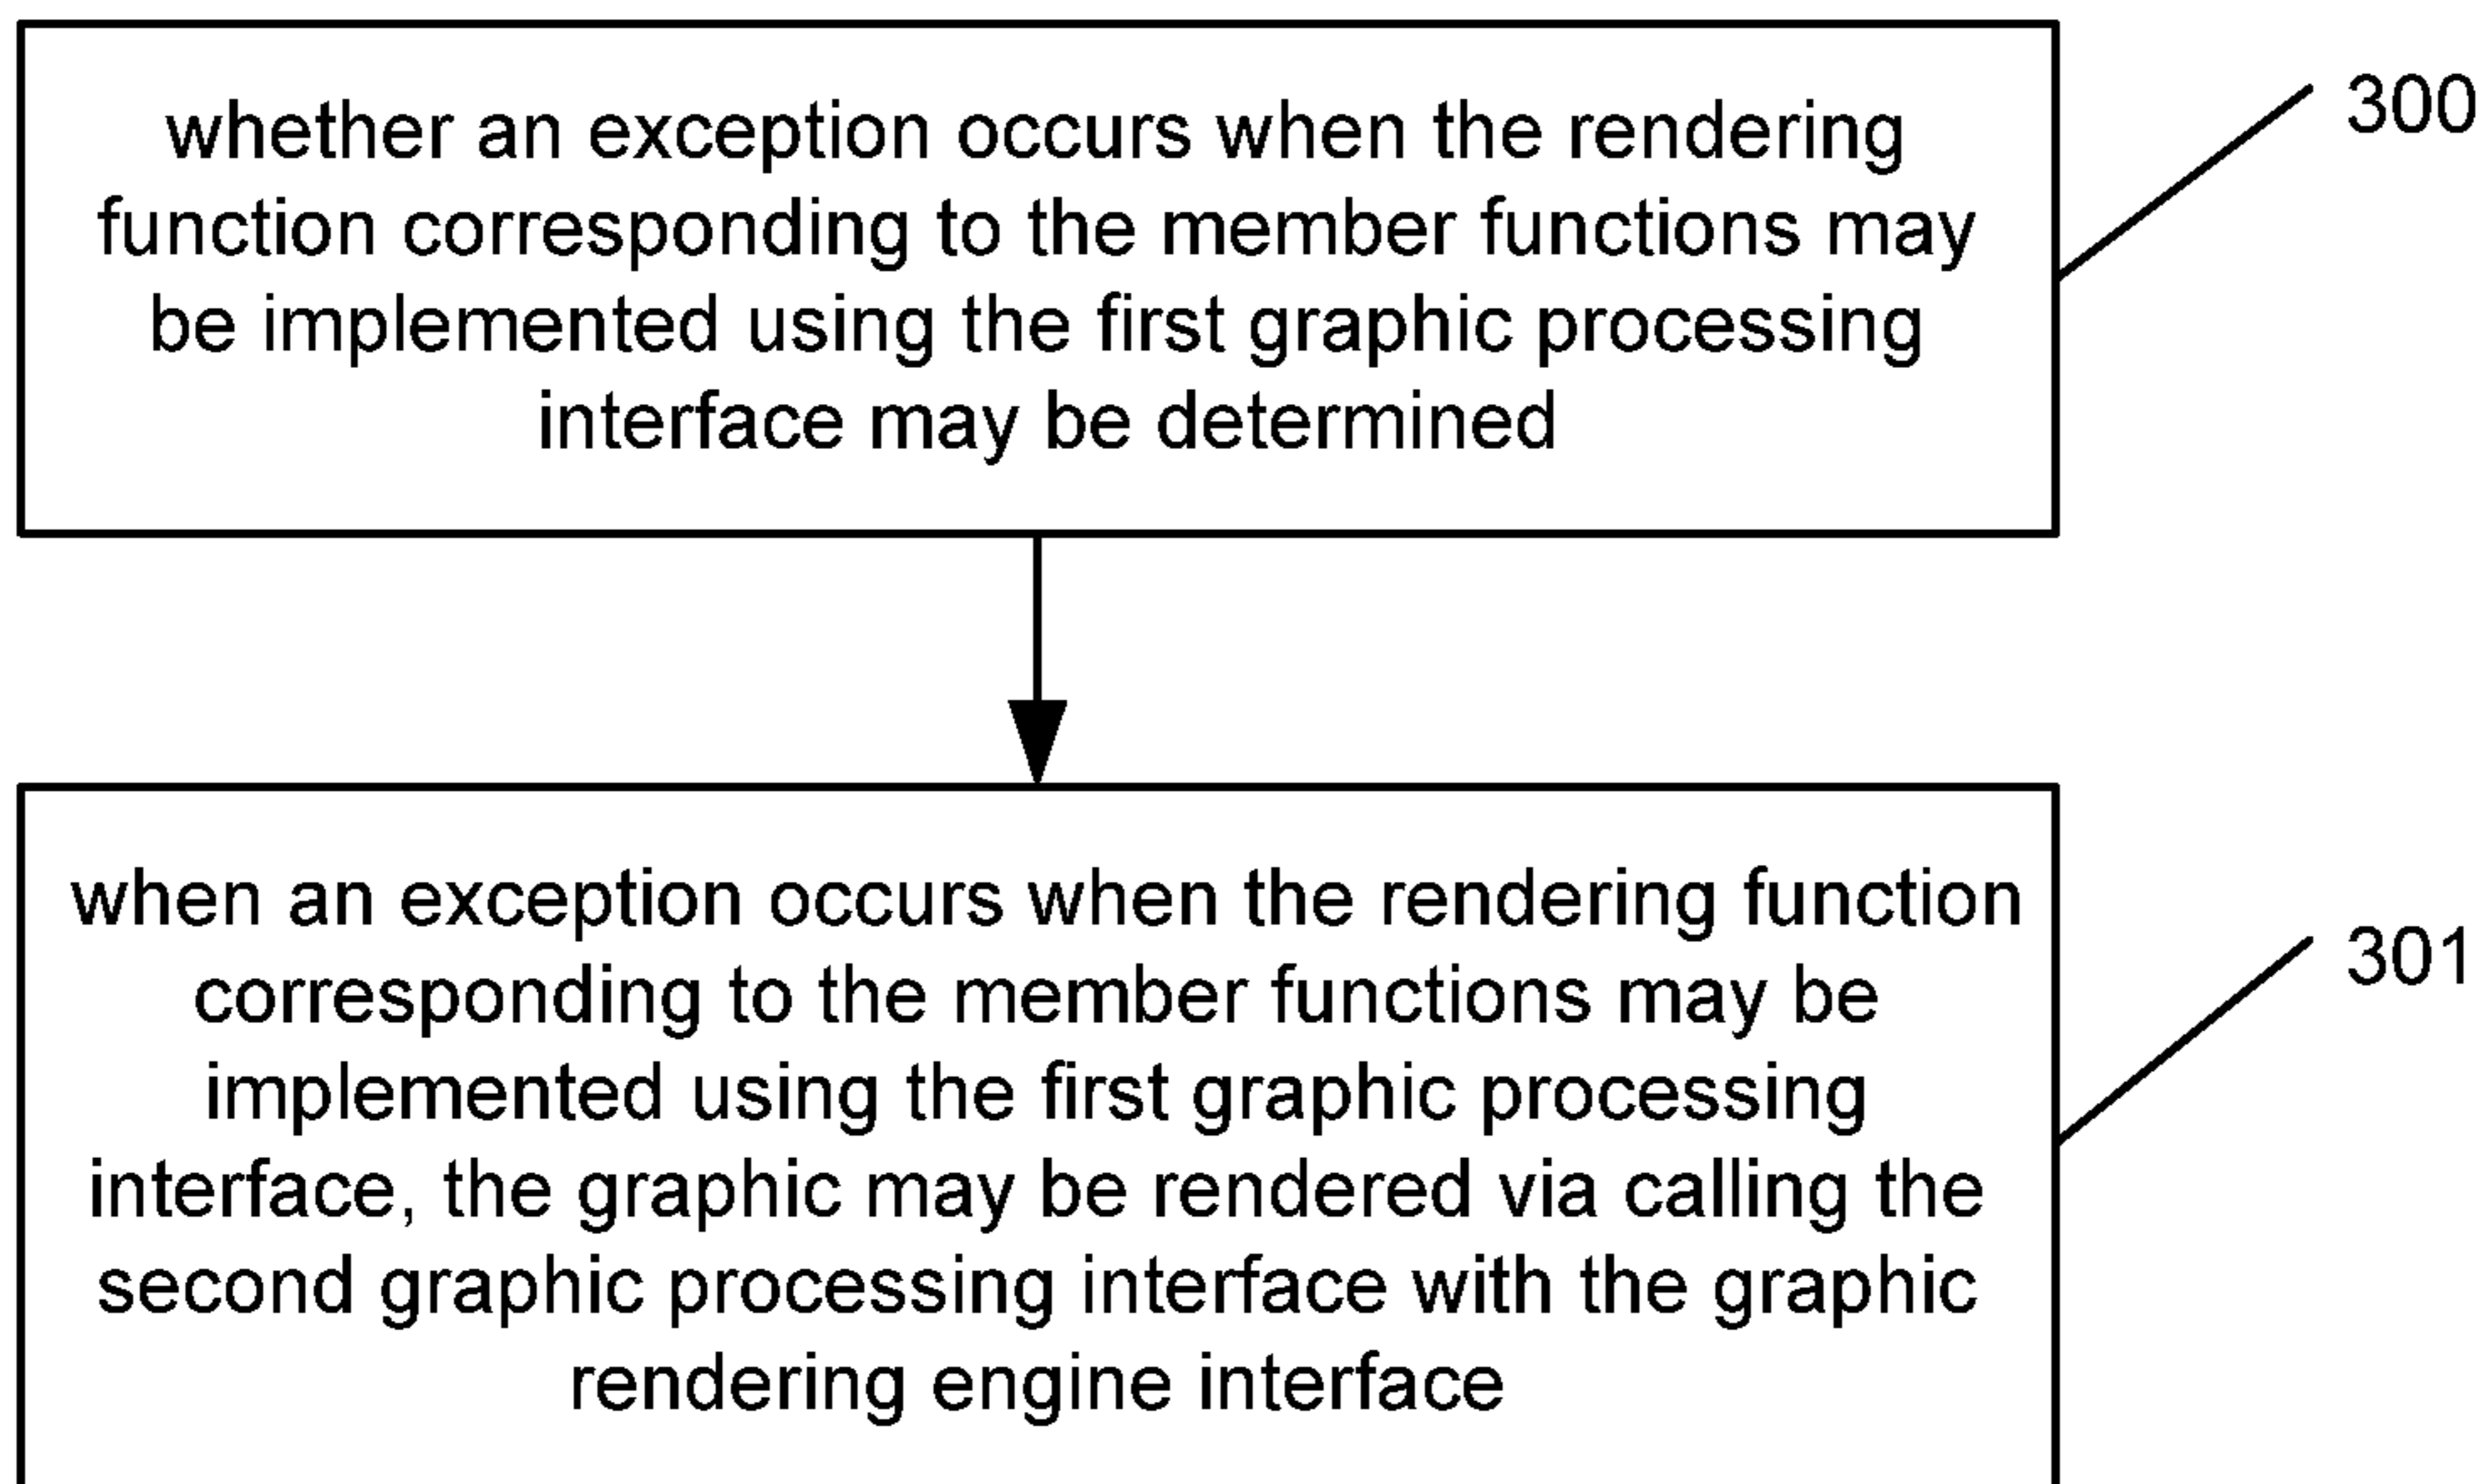 whether an exception occurs when the rendering
function corresponding to the member functions may
be implemented using the first graphic processing
interface may be determined
300
when an exception occurs when the rendering function
corresponding to the member functions may be
implemented using the first graphic processing
interface, the graphic may be rendered via calling the
second graphic processing interface with the graphic
rendering engine interface
301